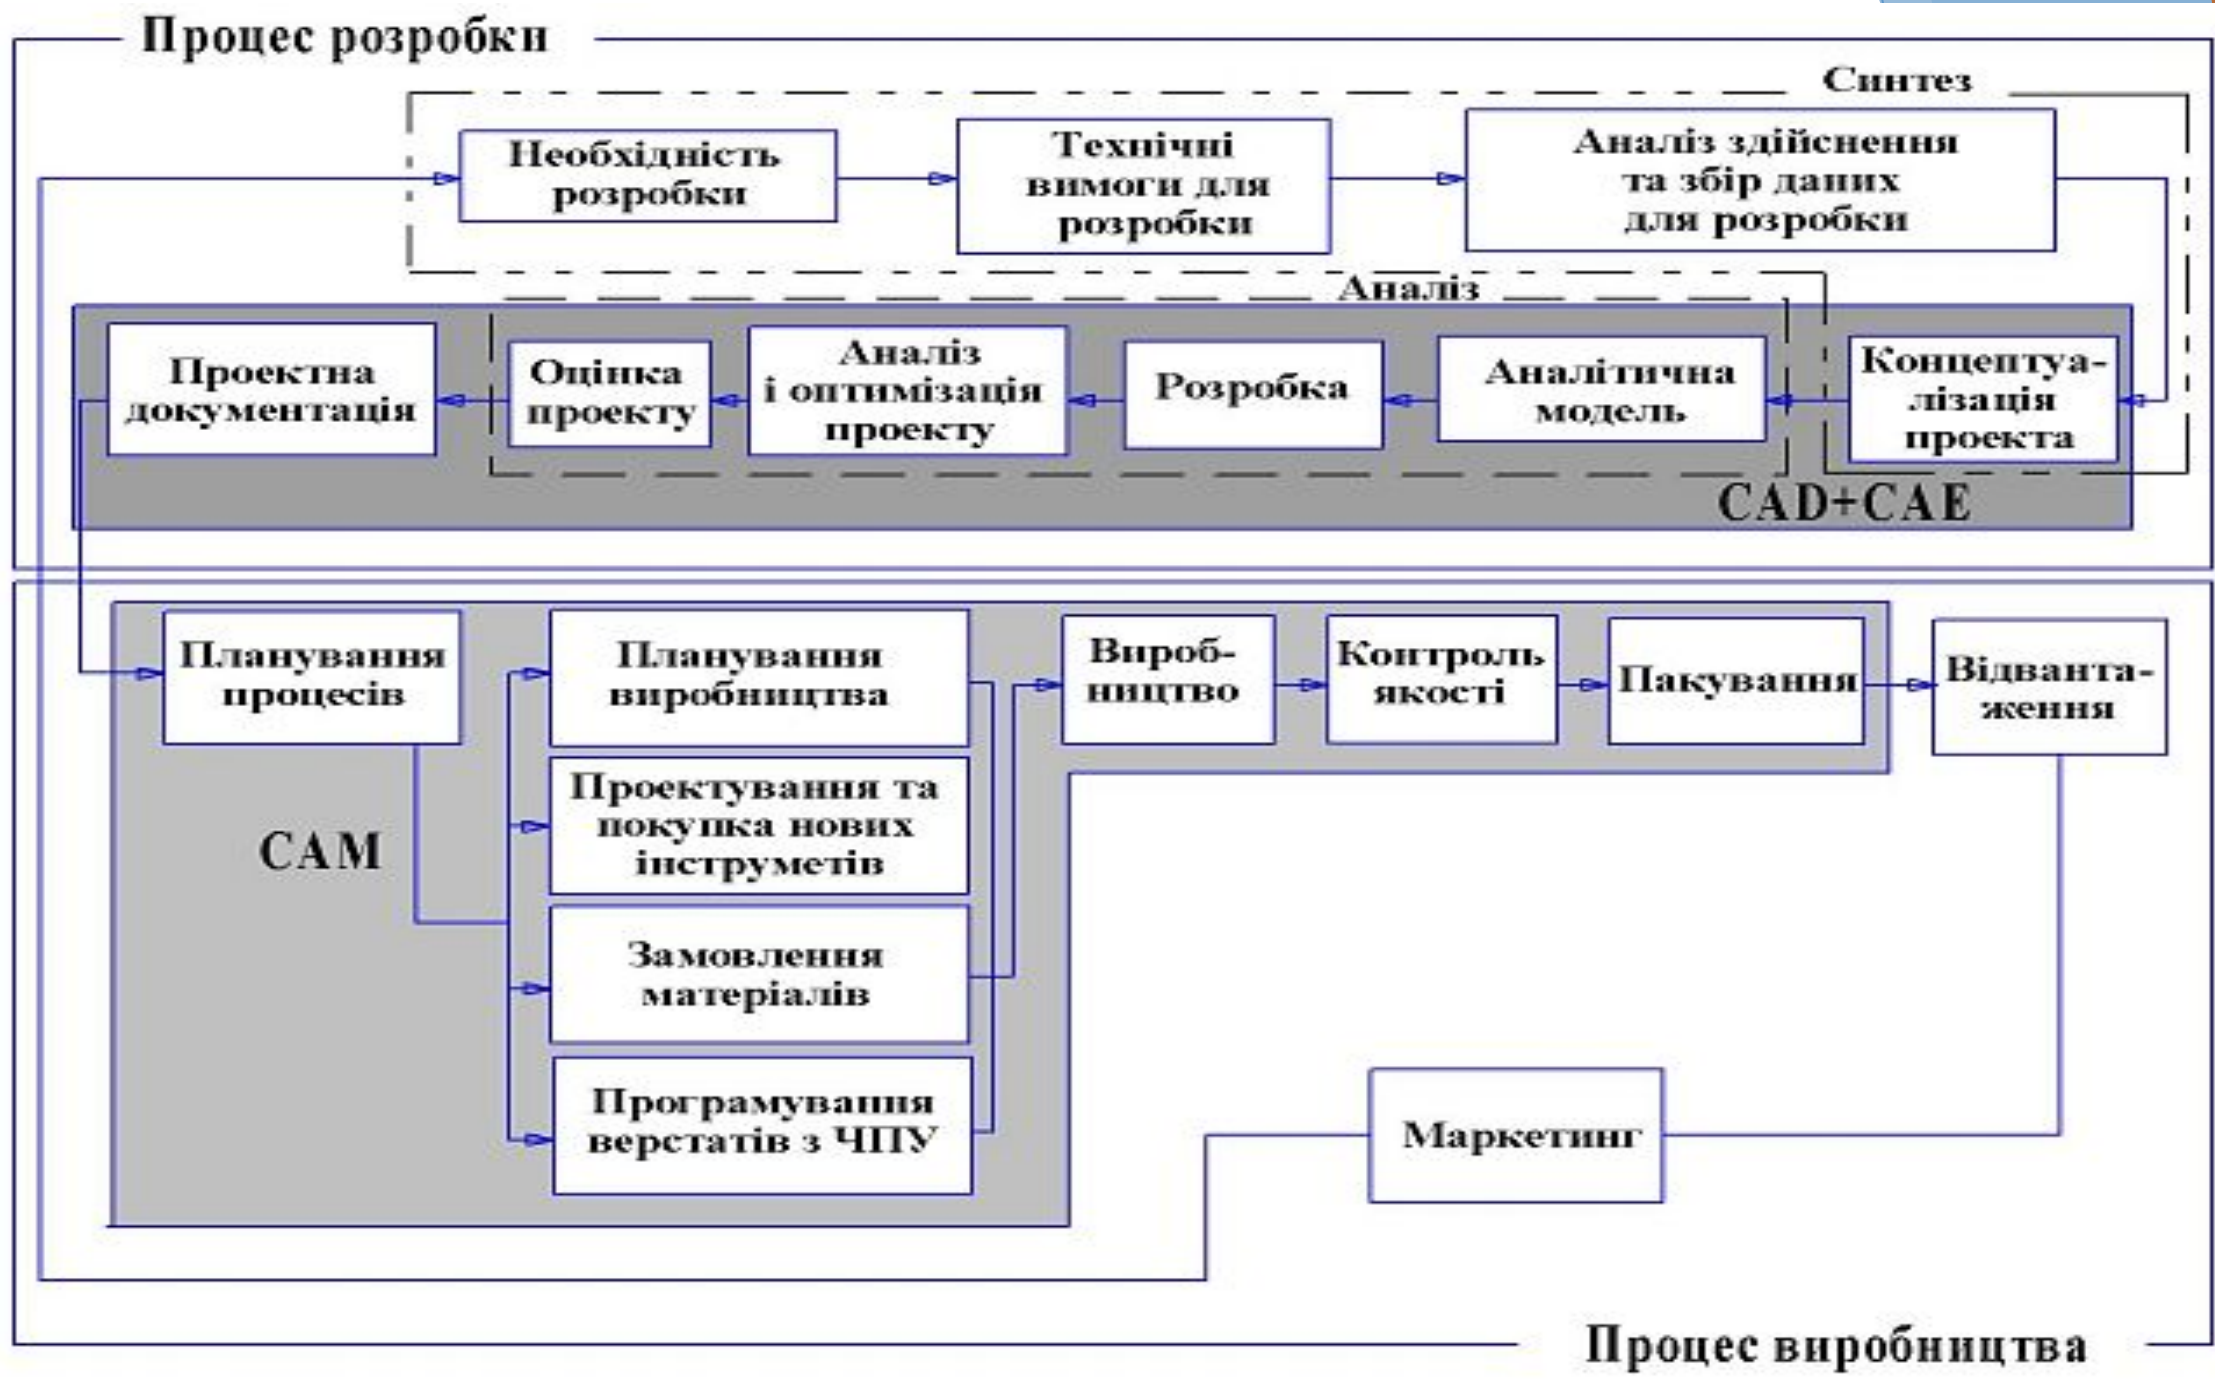 Процес розробки
Синтез
Необхідність
розробки
Технічні
вимоги для
розробки
Аналіз здійснення
та збір даних
для розробки
Аналіз
Проектна
документація
Оцінка
проекту
Аналіз
і оптимізація
проекту
Розробка
Аналітична
модель
Концептуа-
лізація
проекта
CAD+CAE
Планування
процесів
Планування
виробництва
Вироб-
ництво
Контроль
якості
Пакування
Відванта-
ження
Проектування та
покупка нових
інструметів
CAM
Замовлення
матеріалів
Програмування
верстатів з ЧПУ
Маркетинг
Процес виробництва